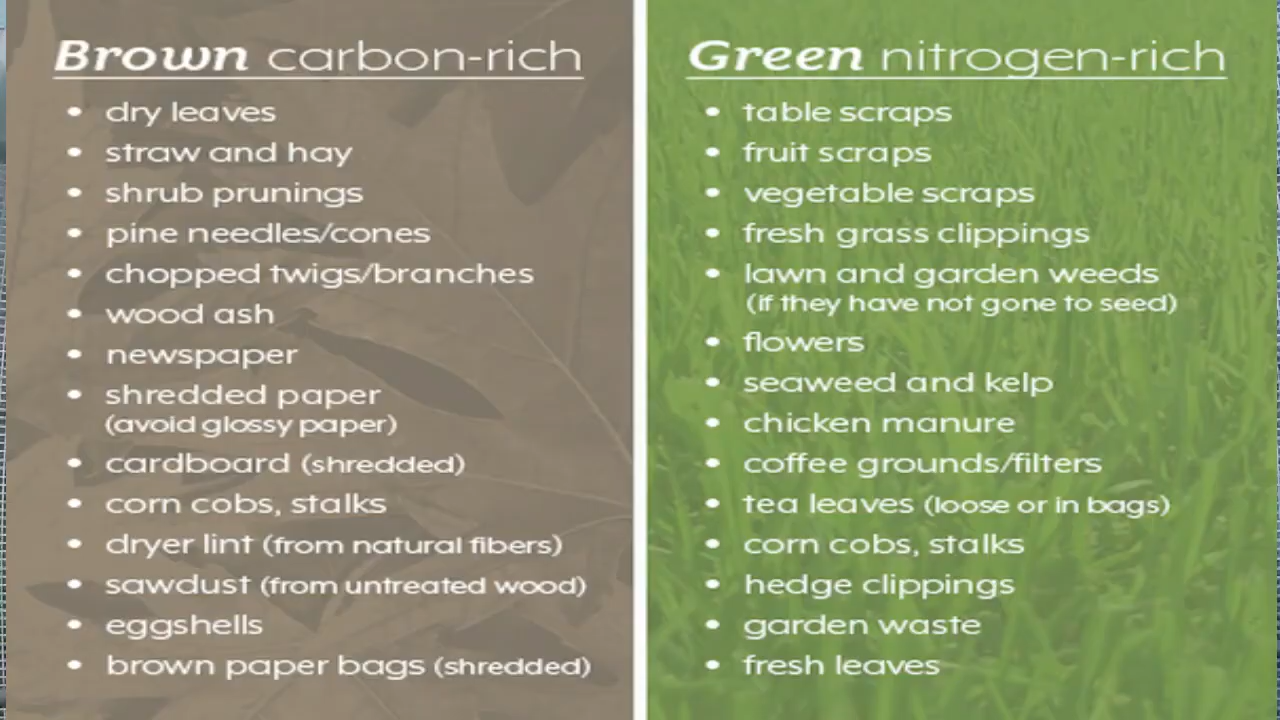 Brown carbon-rich
• dry leaves
• straw and hay
• shrub prunings
• pine needles/cones
• chopped twigs/branches
• wood ash
• newspaper
• shredded paper
(avoid glossy paper)
• cardboard (shredded)
• corn cobs, stalks
• dryer lint (from natural fibers)
• sawdust (from untreated wood)
• eggshells
• brown paper bags (shredded)
Green nitrogen-rich
• table scraps
• fruit scraps
• vegetable scraps
• fresh grass clippings
• lawn and garden weeds
(if they have not gone to seed)
• flowers
• seaweed and kelp
• chicken manure
• coffee grounds/filters
• tea leaves (loose or in bags)
• corn cobs, stalks
• hedge clippings
• garden waste
• fresh leaves